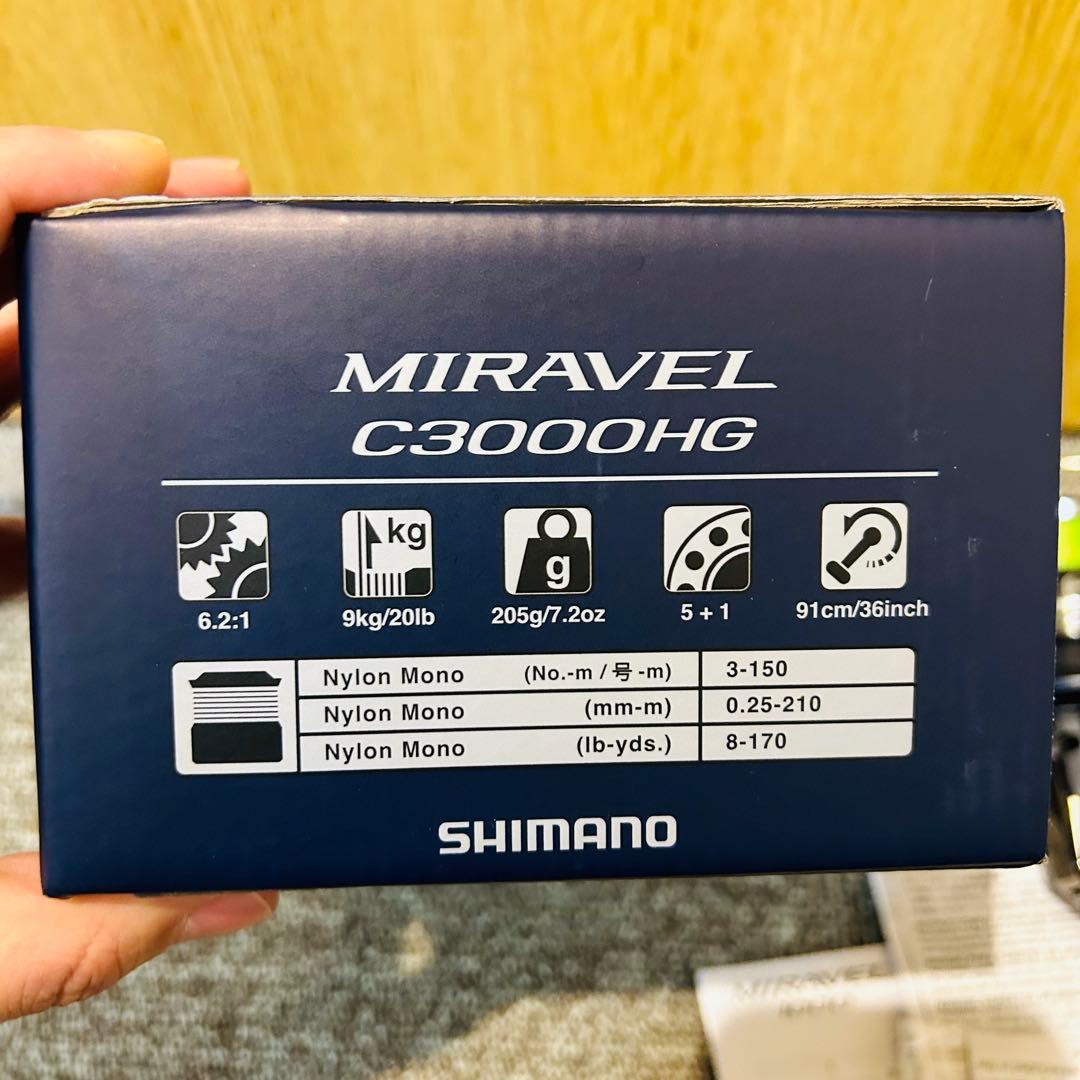 MIRAVEL
C3000HG
kg
g
6.2:1
9kg/20lb
205g/7.2oz
5 + 1
91cm/36inch
Nylon Mono (No.-m / 号 -m) 3-150
Nylon Mono (mm-m) 0.25-210
Nylon Mono (lb-yds.) 8-170
SHIMANO
MIRAVEL